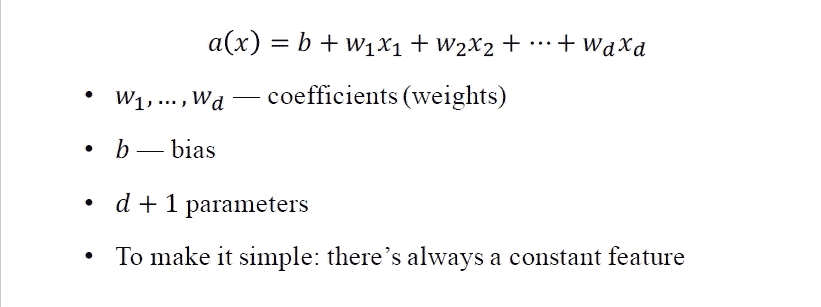 a(x) = b + w₁x₁ + w₂x₂ + ⋯ + w_d x_d
• w₁, … , w_d — coefficients (weights)
• b — bias
• d + 1 parameters
• To make it simple: there’s always a constant feature